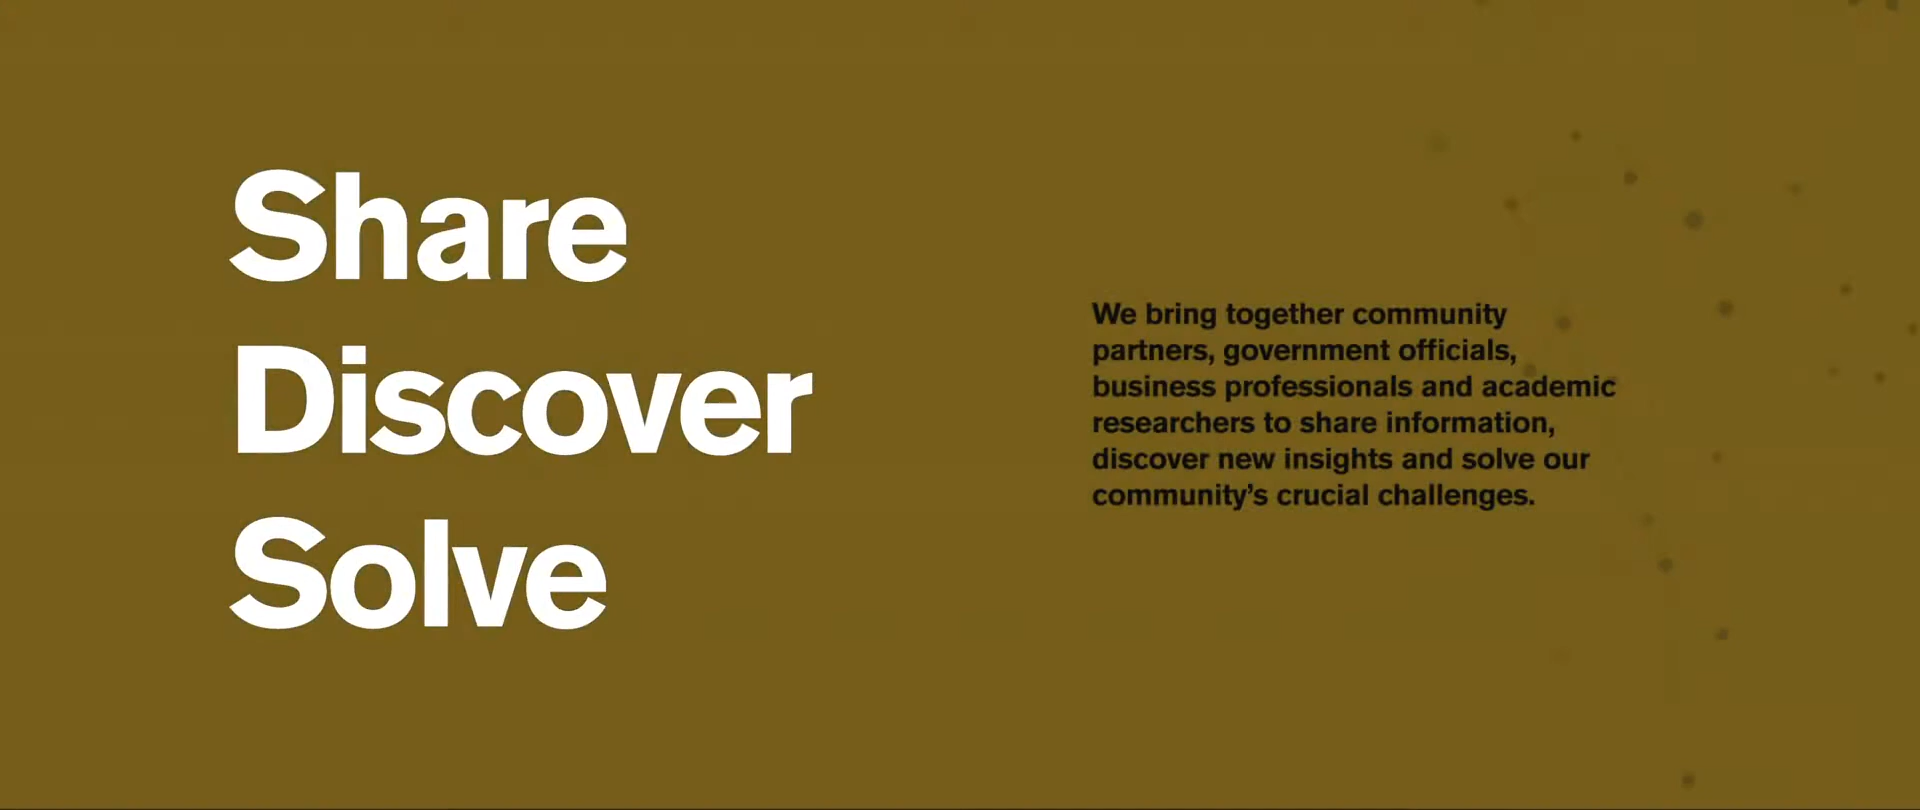 Share
Discover
Solve
We bring together community
partners, government officials,
business professionals and academic
researchers to share information,
discover new insights and solve our
community’s crucial challenges.